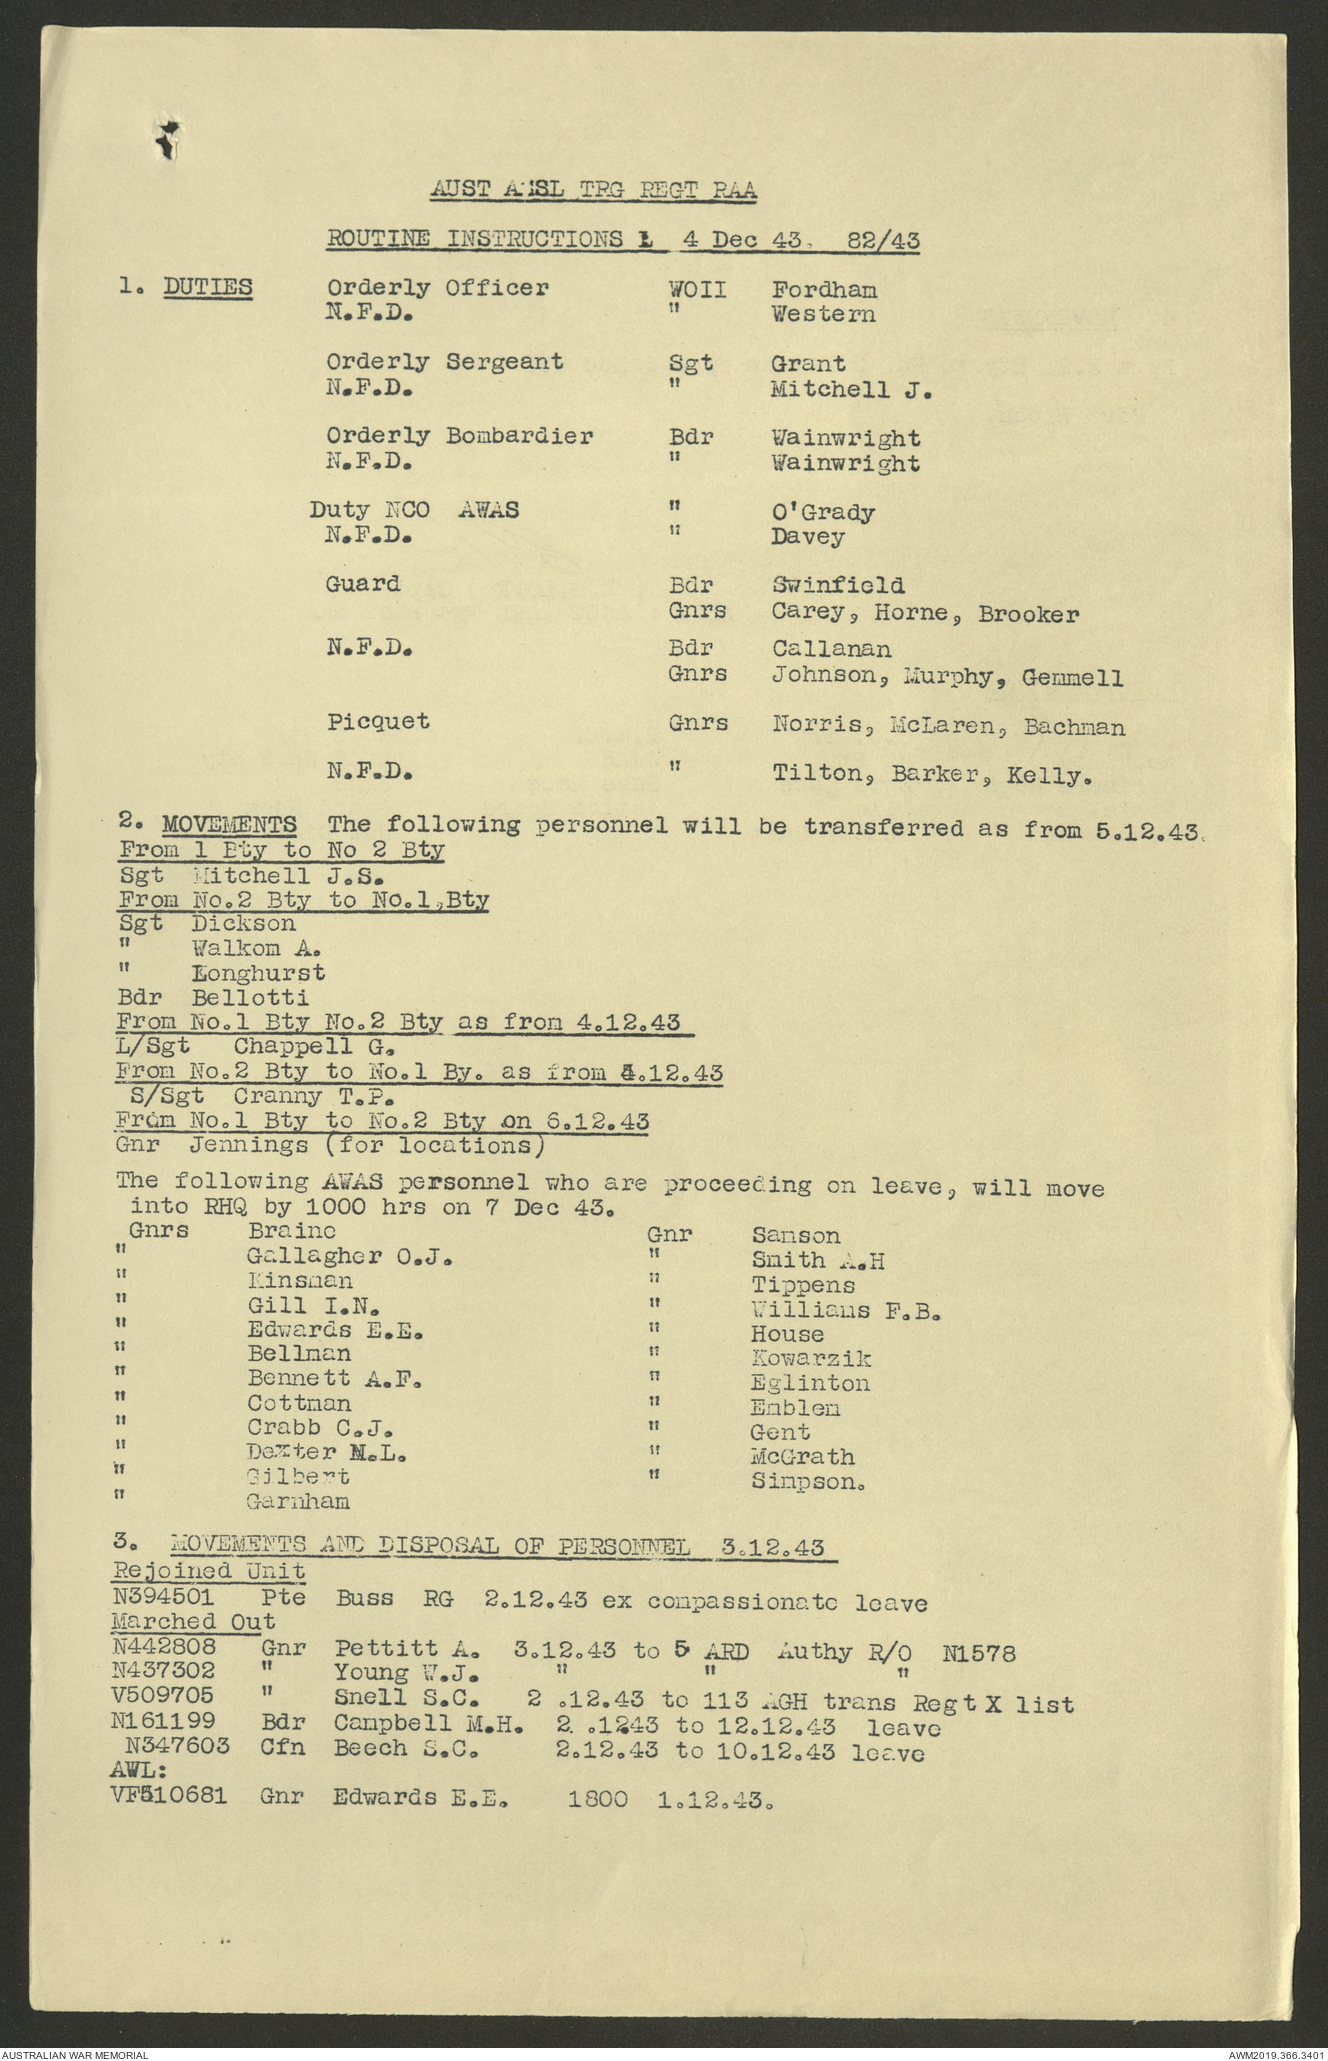 AUST A/ASL TRG REGT RAA
ROUTINE INSTRUCTIONS 4 Dec 43. 82/43
1. DUTIES Orderly Officer WOII Fordham
N.F.D. " Western
Orderly Sergeant Sgt Grant
N.F.D. " Mitchell J.
Orderly Bombardier Bdr Wainwright
N.F.D. " Wainwright
Duty NCO AWAS " O'Grady
N.F.D. " Davey
Guard Bdr Swinfield
Gnrs Carey, Horne, Brooker
N.F.D. Bdr Callanan
Gnrs Johnson, Murphy, Gemmell
Picquet Gnrs Norris, McLaren, Bachman
N.F.D. " Tilton, Barker, Kelly.
2. MOVEMENTS The following personnel will be transferred as from 5.12.43.
From 1 Bty to No 2 Bty
Sgt Mitchell J.S.
From No.2 Bty to No.1,Bty
Sgt Dickson
" Walkom A.
" Longhurst
Bdr Bellotti
From No.1 Bty No.2 Bty as from 4.12.43
L/Sgt Chappell G.
From No.2 Bty to No.1 By. as from 4.12.43
S/Sgt Cranny T.P.
From No.1 Bty to No.2 Bty on 6.12.43
Gnr Jennings (for locations)
The following AWAS personnel who are proceeding on leave, will move
into RHQ by 1000 hrs on 7 Dec 43.
Gnrs Braine Gnr Samson
" Gallagher O.J. " Smith A.H
" Kinsman " Tippens
" Gill I.N. " Williams F.B.
" Edwards E.E. " House
" Bellman " Kowarzik
" Bennett A.F. " Eglinton
" Cottman " Emblem
" Crabb C.J. " Gent
" Dexter M.L. " McGrath
" Gilbert " Simpson.
" Garnham
3. MOVEMENTS AND DISPOSAL OF PERSONNEL 3.12.43
Rejoined Unit
N394501 Pte Buss RG 2.12.43 ex compassionate leave
Marched Out
N442808 Gnr Pettitt A. 3.12.43 to 5 ARD Authy R/O N1578
N437302 " Young W.J. " " "
V509705 " Snell S.C. 2 .12.43 to 113 AGH trans Regt X list
N161199 Bdr Campbell M.H. 2 .1243 to 12.12.43 leave
N347603 Cfn Beech S.C. 2.12.43 to 10.12.43 leave
AWL:
VF510681 Gnr Edwards E.E. 1800 1.12.43.
AUSTRALIAN WAR MEMORIAL AWM2019.366.3401